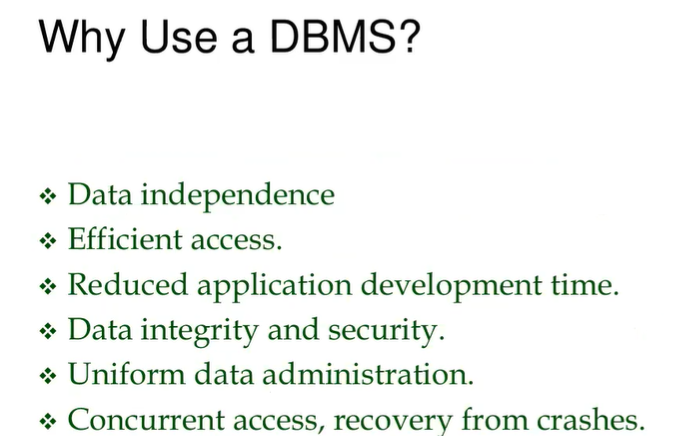 Why Use a DBMS?
❖ Data independence
❖ Efficient access.
❖ Reduced application development time.
❖ Data integrity and security.
❖ Uniform data administration.
❖ Concurrent access, recovery from crashes.